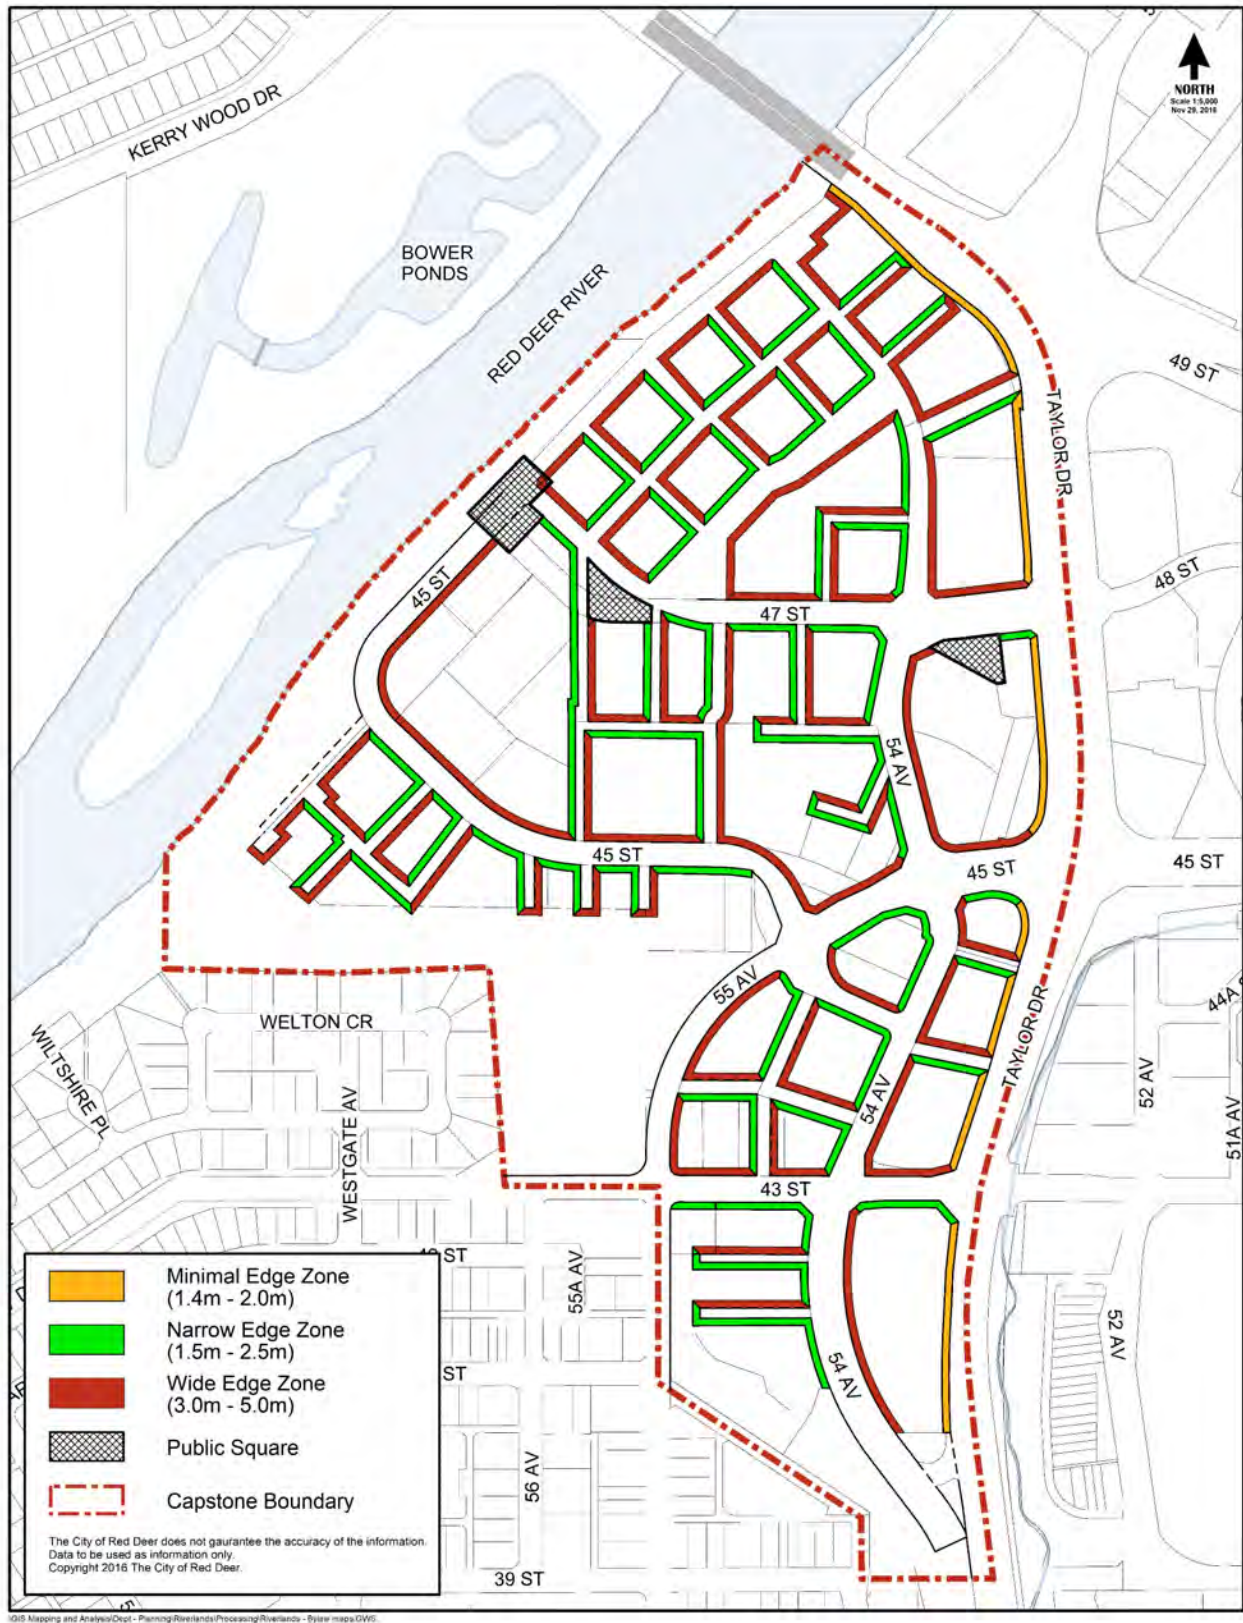 NORTH
Scale 1:5,000
Nov 29, 2016
KERRY WOOD DR
BOWER
PONDS
RED DEER RIVER
49 ST
TAYLOR DR
48 ST
45 ST
47 ST
54 AV
45 ST
45 ST
45 ST
55 AV
44A
WELTON CR
WILTSHIRE PL
TAYLOR DR
52 AV
51A AV
WESTGATE AV
54 AV
43 ST
ST
55A AV
52 AV
ST
54 AV
56 AV
39 ST
Minimal Edge Zone
(1.4m - 2.0m)
Narrow Edge Zone
(1.5m - 2.5m)
Wide Edge Zone
(3.0m - 5.0m)
Public Square
Capstone Boundary
The City of Red Deer does not gaurantee the accuracy of the information.
Data to be used as information only.
Copyright 2016 The City of Red Deer.